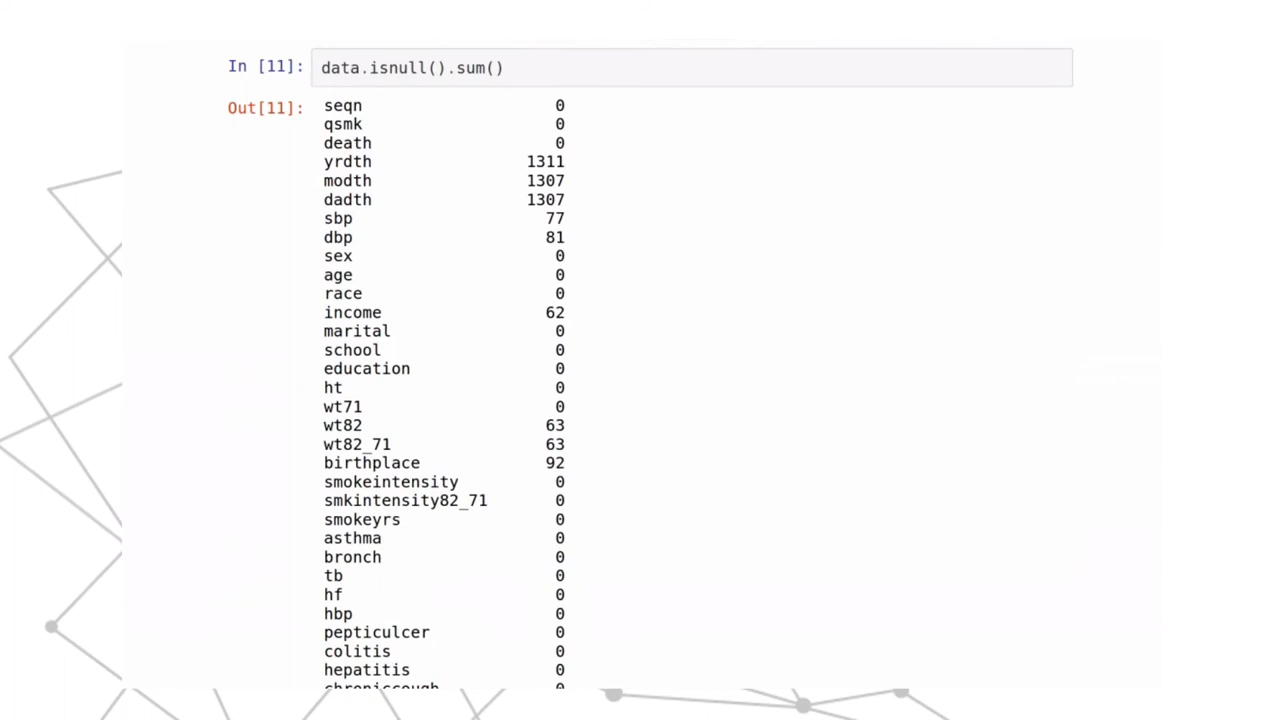 In [11]: data.isnull().sum()
Out[11]: seqn 0
qsmk 0
death 0
yrdth 1311
modth 1307
dadth 1307
sbp 77
dbp 81
sex 0
age 0
race 0
income 62
marital 0
school 0
education 0
ht 0
wt71 0
wt82 63
wt82_71 63
birthplace 92
smokeintensity 0
smkintensity82_71 0
smokeyrs 0
asthma 0
bronch 0
tb 0
hf 0
hbp 0
pepticulcer 0
colitis 0
hepatitis 0
chroniccough 0